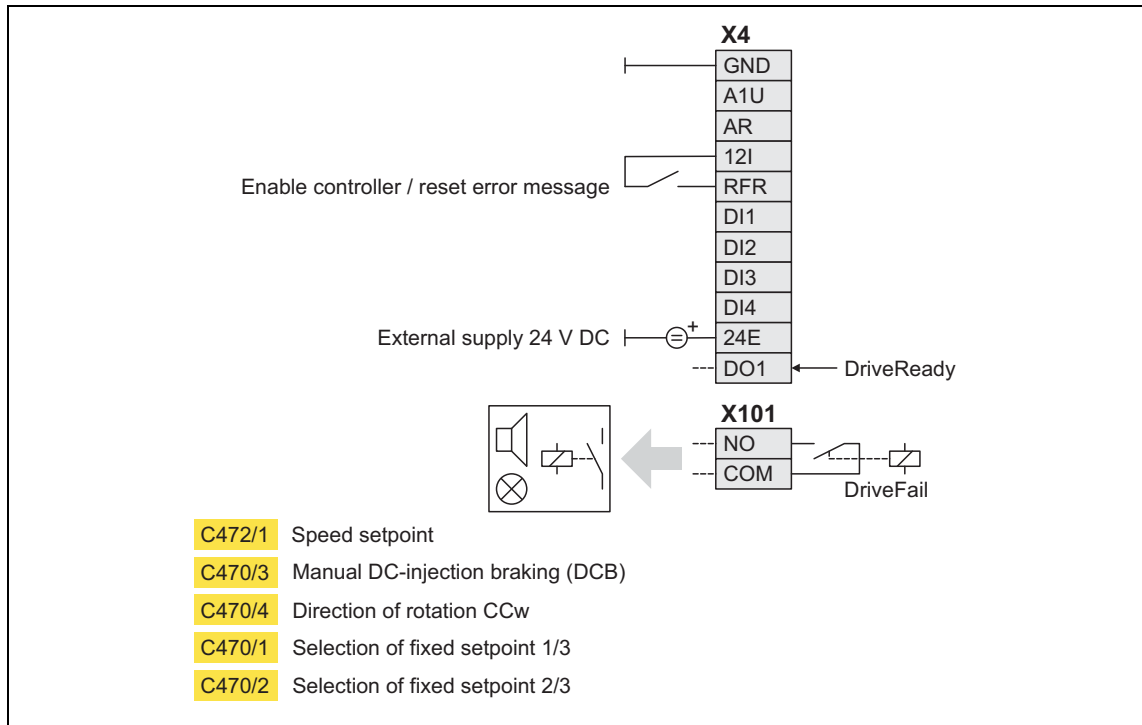 X4
GND
A1U
AR
12I
Enable controller / reset error message RFR
DI1
DI2
DI3
DI4
External supply 24 V DC + 24E
DO1 DriveReady
X101
NO
COM
DriveFail
C472/1 Speed setpoint
C470/3 Manual DC-injection braking (DCB)
C470/4 Direction of rotation CCw
C470/1 Selection of fixed setpoint 1/3
C470/2 Selection of fixed setpoint 2/3